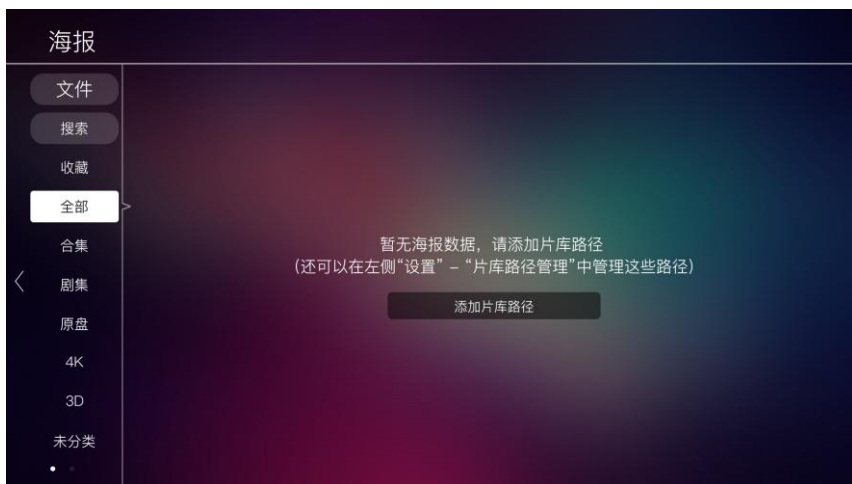 海报
文件
搜索
收藏
全部
合集
剧集
原盘
4K
3D
未分类
暂无海报数据，请添加片库路径
(还可以在左侧“设置” – “片库路径管理”中管理这些路径)
添加片库路径